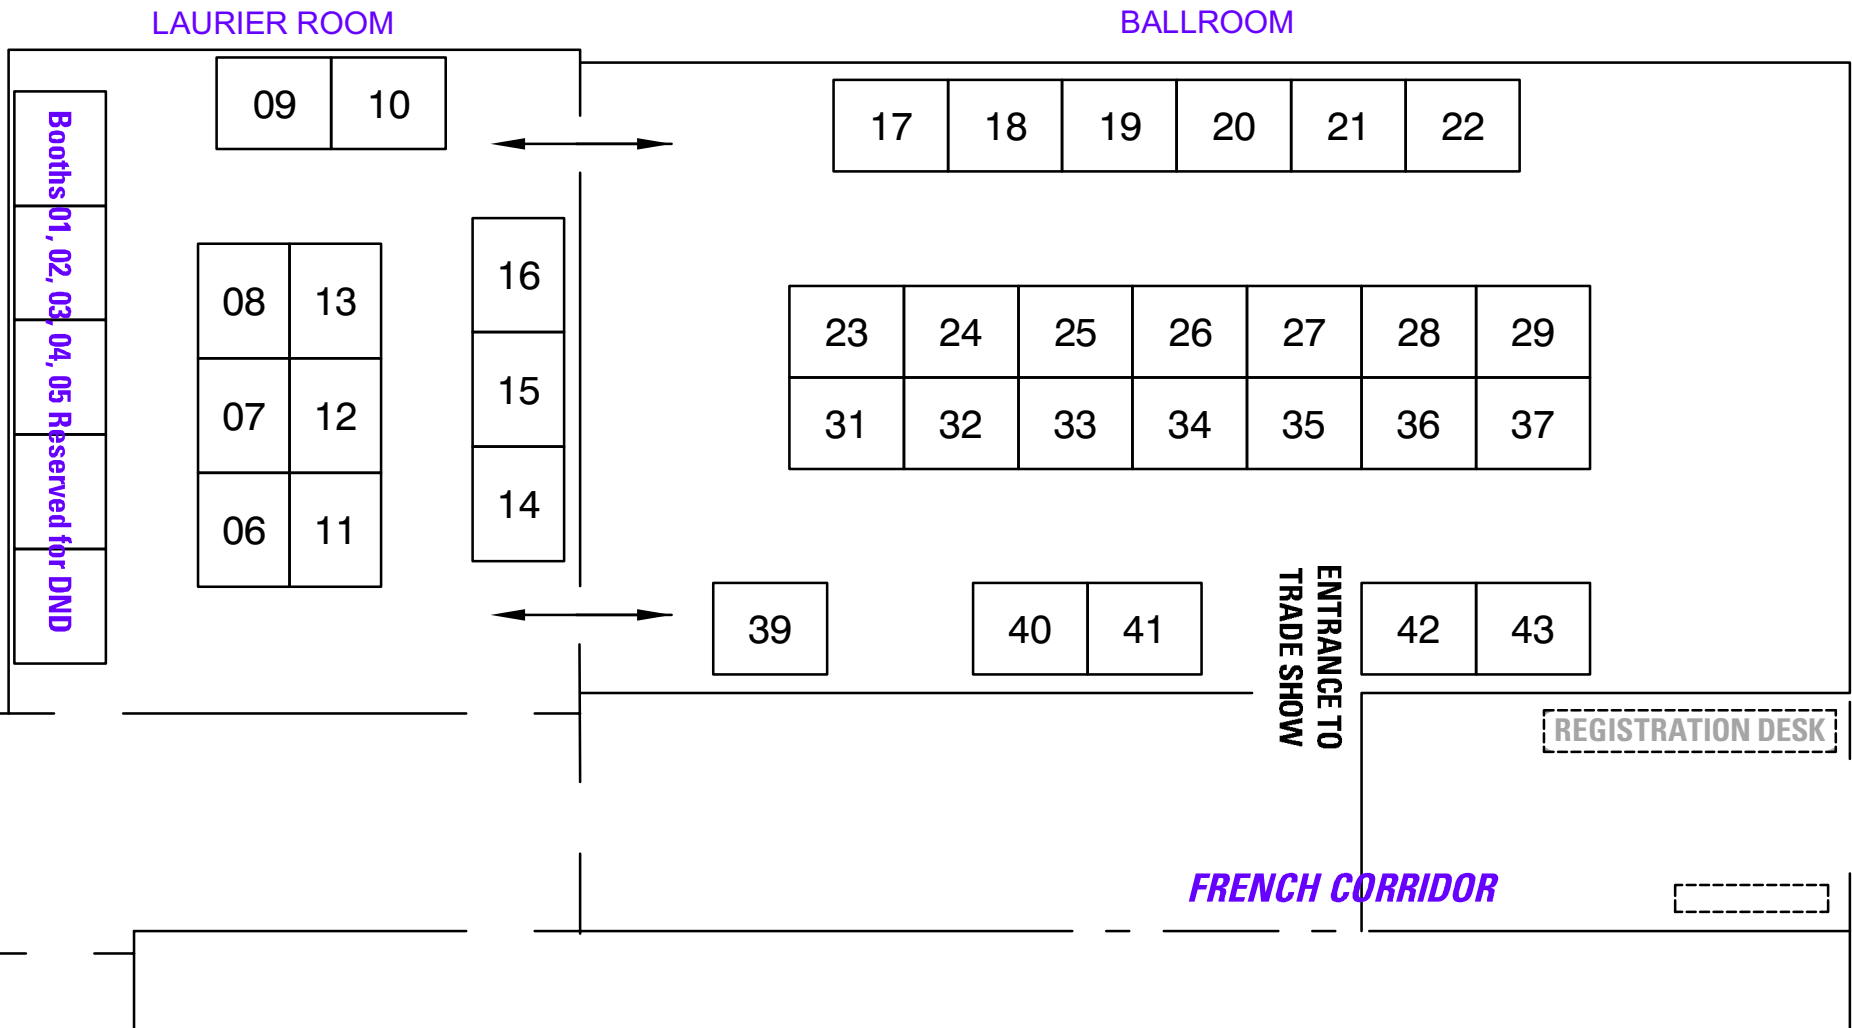 LAURIER ROOM
BALLROOM
09 10
17 18 19 20 21 22
Booths 01, 02, 03, 04, 05 Reserved for DND
08 13
07 12
06 11
16
15
14
23 24 25 26 27 28 29
31 32 33 34 35 36 37
39
40 41
ENTRANCE TO
TRADE SHOW
42 43
REGISTRATION DESK
FRENCH CORRIDOR